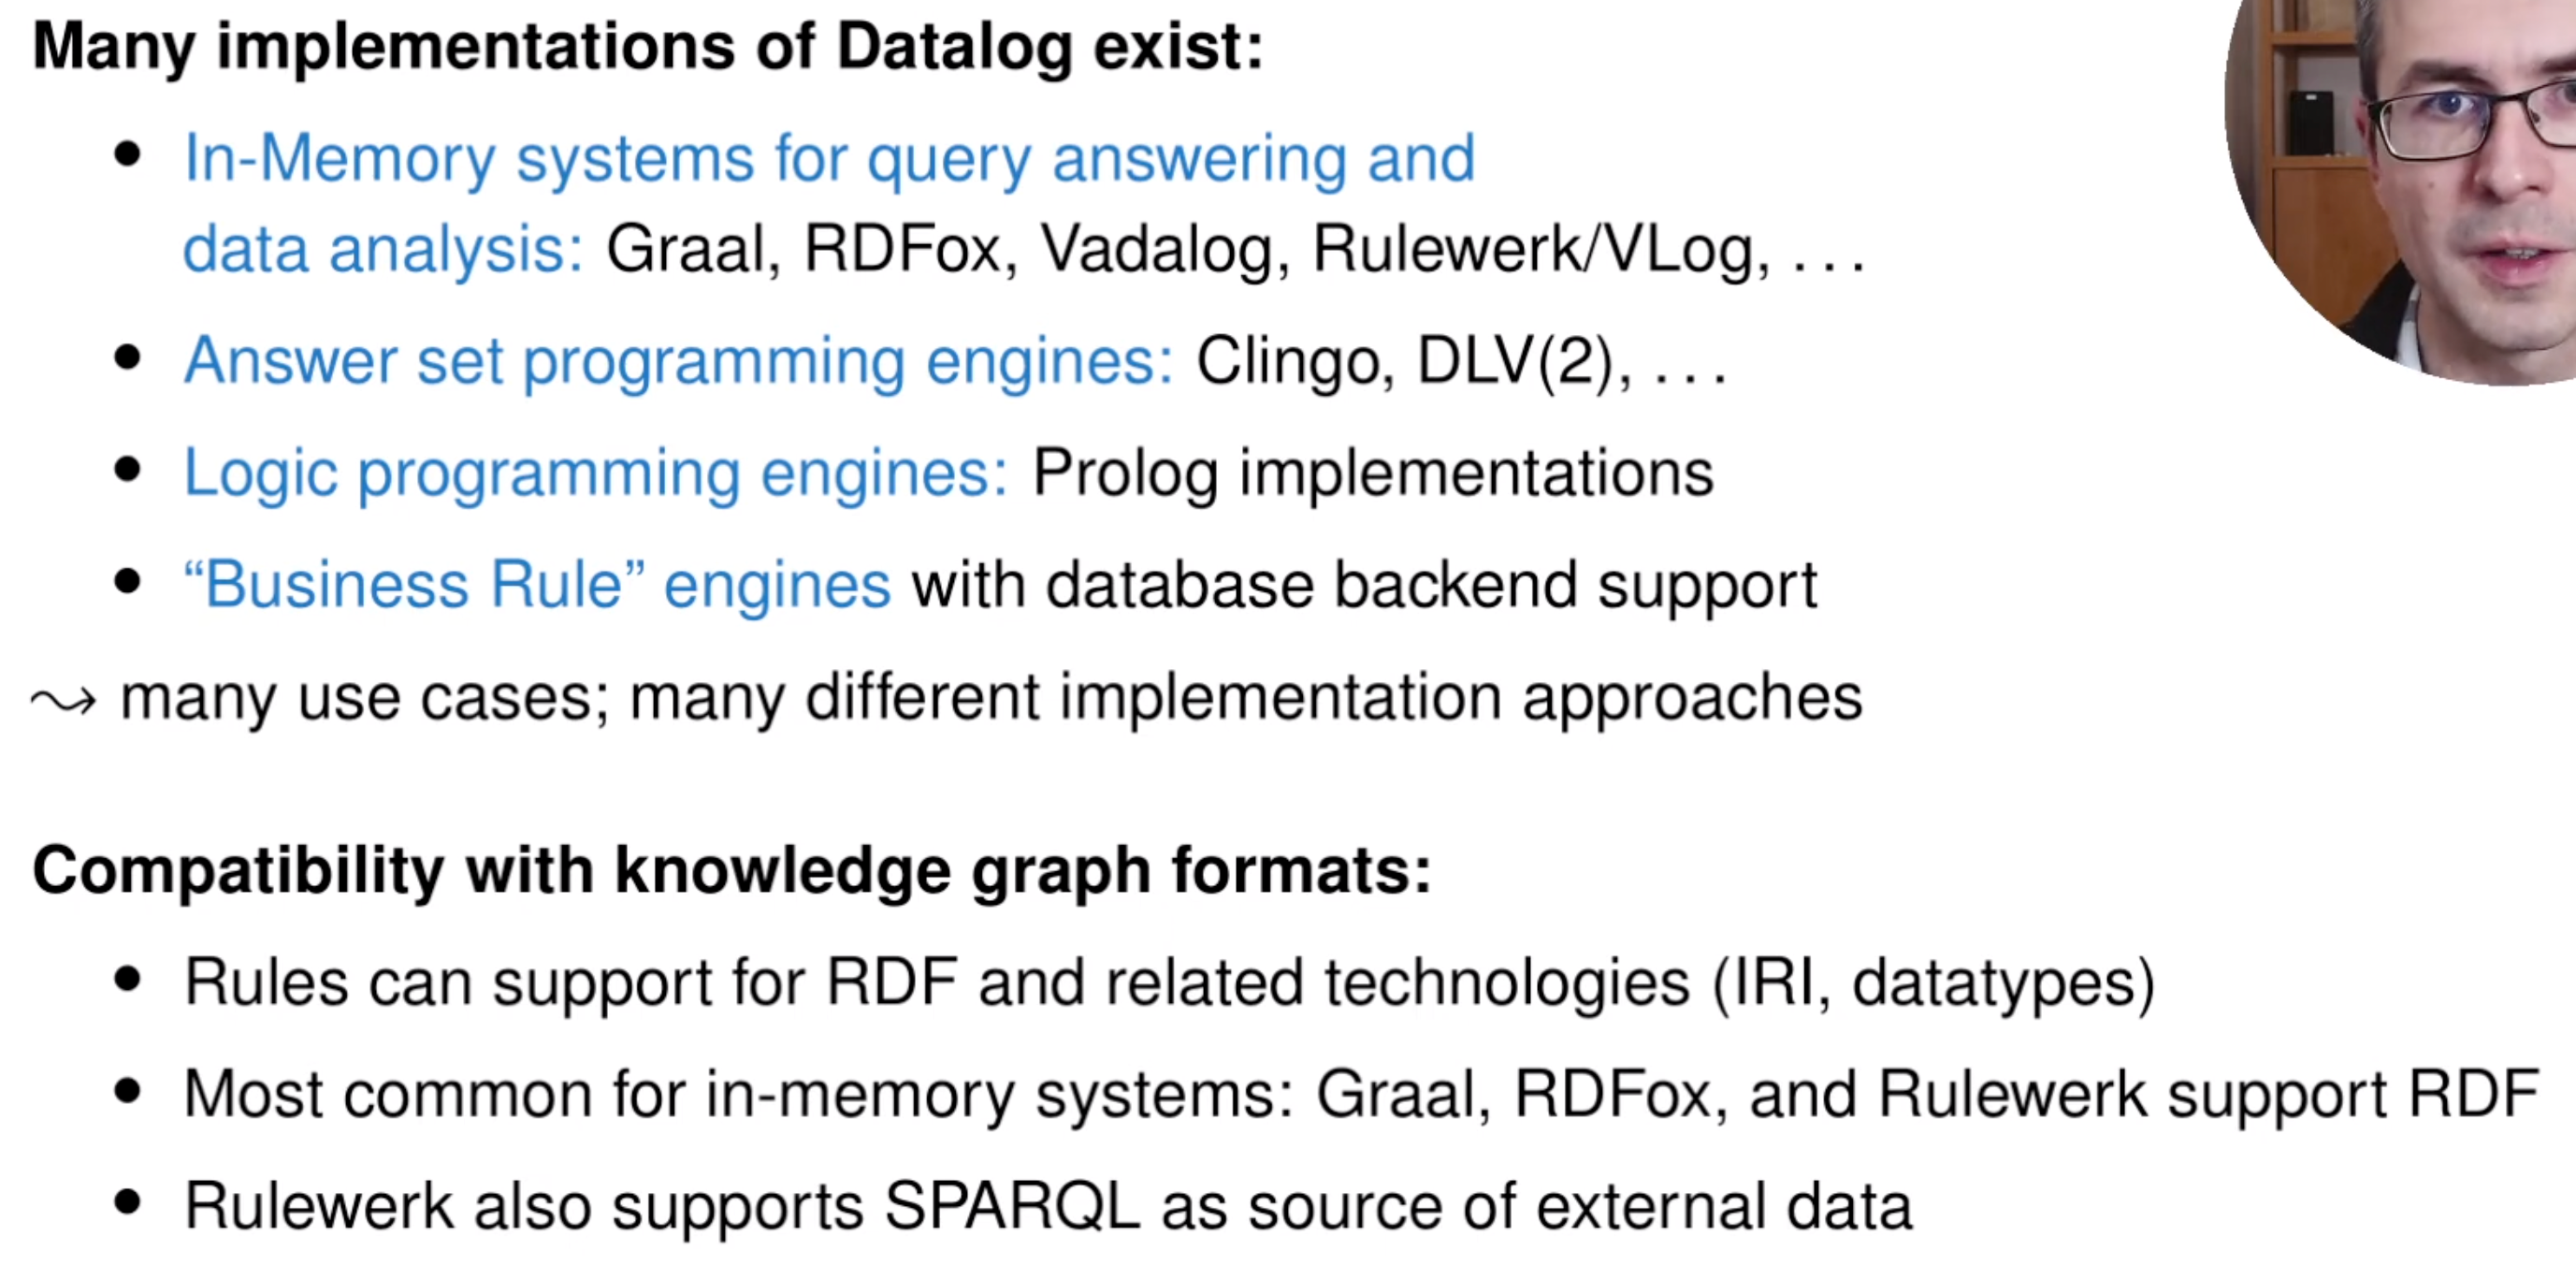 Many implementations of Datalog exist:
• In-Memory systems for query answering and
data analysis: Graal, RDFox, Vadalog, Rulewerk/VLog, . . .
• Answer set programming engines: Clingo, DLV(2), . . .
• Logic programming engines: Prolog implementations
• “Business Rule” engines with database backend support
⤳ many use cases; many different implementation approaches
Compatibility with knowledge graph formats:
• Rules can support for RDF and related technologies (IRI, datatypes)
• Most common for in-memory systems: Graal, RDFox, and Rulewerk support RDF
• Rulewerk also supports SPARQL as source of external data